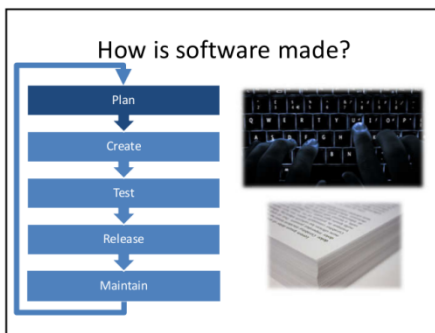 How is software made?
Plan
Create
Test
Release
Maintain
Q W E R T Y U I O P
B N